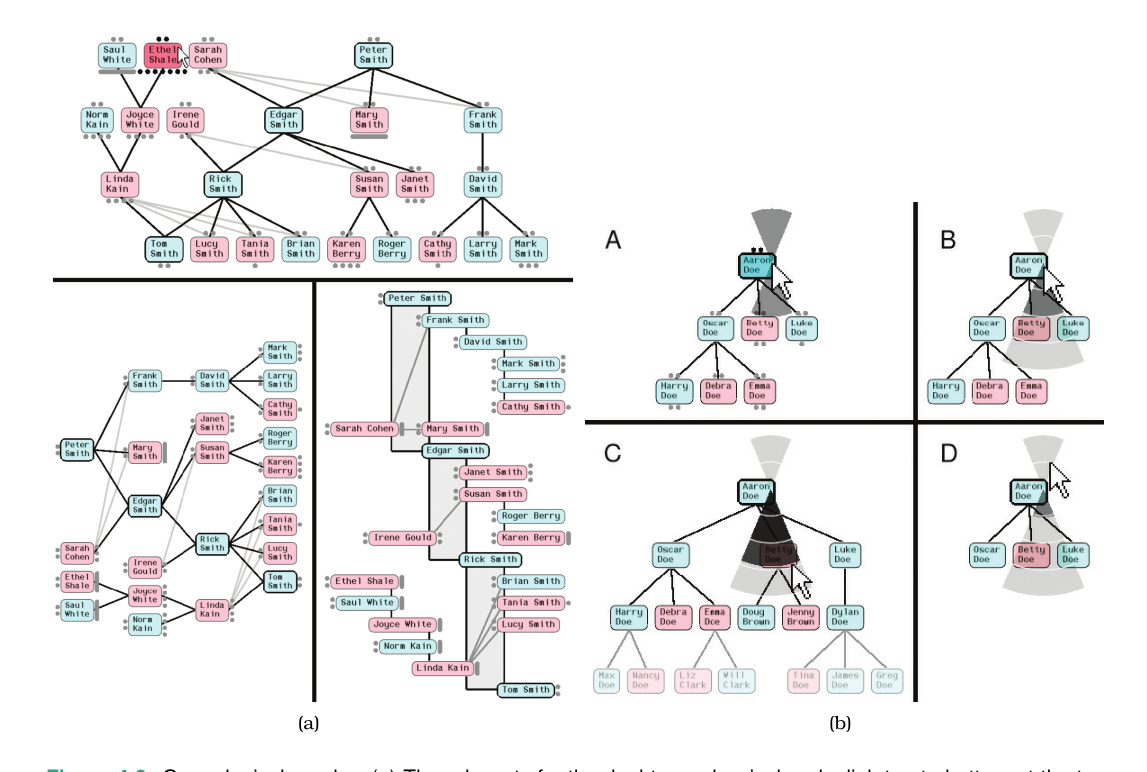 Saul White
Ethel Shale
Sarah Cohen
Peter Smith
Norm Kain
Joyce White
Irene Gould
Edgar Smith
Mary Smith
Frank Smith
Linda Kain
Rick Smith
Susan Smith
Janet Smith
David Smith
Tom Smith
Lucy Smith
Tania Smith
Brian Smith
Karen Berry
Roger Berry
Cathy Smith
Larry Smith
Mark Smith
Mark Smith
Frank Smith
David Smith
Larry Smith
Cathy Smith
Janet Smith
Peter Smith
Mary Smith
Susan Smith
Roger Berry
Karen Berry
Edgar Smith
Brian Smith
Tania Smith
Rick Smith
Sarah Cohen
Irene Gould
Lucy Smith
Ethel Shale
Joyce White
Tom Smith
Saul White
Linda Kain
Norm Kain
Peter Smith
Frank Smith
David Smith
Mark Smith
Larry Smith
Cathy Smith
Sarah Cohen
Mary Smith
Edgar Smith
Janet Smith
Susan Smith
Roger Berry
Irene Gould
Karen Berry
Rick Smith
Ethel Shale
Brian Smith
Saul White
Tania Smith
Joyce White
Lucy Smith
Norm Kain
Linda Kain
Tom Smith
(a)
A
Aaron Doe
Oscar Doe
Betty Doe
Luke Doe
Harry Doe
Debra Doe
Emma Doe
B
Aaron Doe
Oscar Doe
Betty Doe
Luke Doe
Harry Doe
Debra Doe
Emma Doe
C
Aaron Doe
Oscar Doe
Betty Doe
Luke Doe
Harry Doe
Debra Doe
Emma Doe
Doug Brown
Jenny Brown
Dylan Doe
Max Doe
Nancy Doe
Liz Clark
Will Clark
Tina Doe
James Doe
Greg Doe
D
Aaron Doe
Oscar Doe
Betty Doe
Luke Doe
(b)